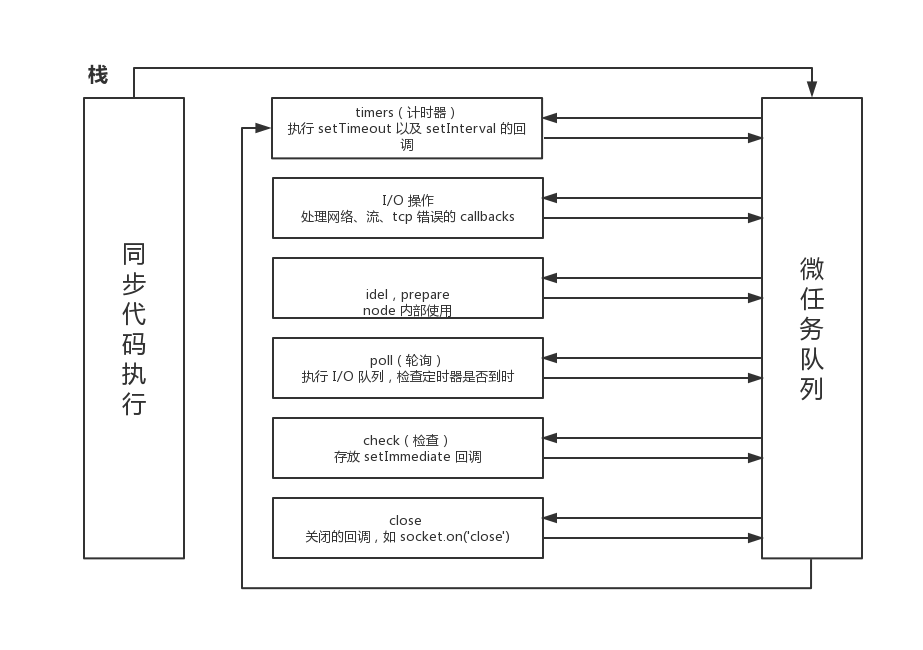 栈
同步代码执行
timers（计时器）
执行 setTimeout 以及 setInterval 的回
调
I/O 操作
处理网络、流、tcp 错误的 callbacks
idel，prepare
node 内部使用
poll（轮询）
执行 I/O 队列，检查定时器是否到时
check（检查）
存放 setImmediate 回调
close
关闭的回调，如 socket.on('close')
微任务队列